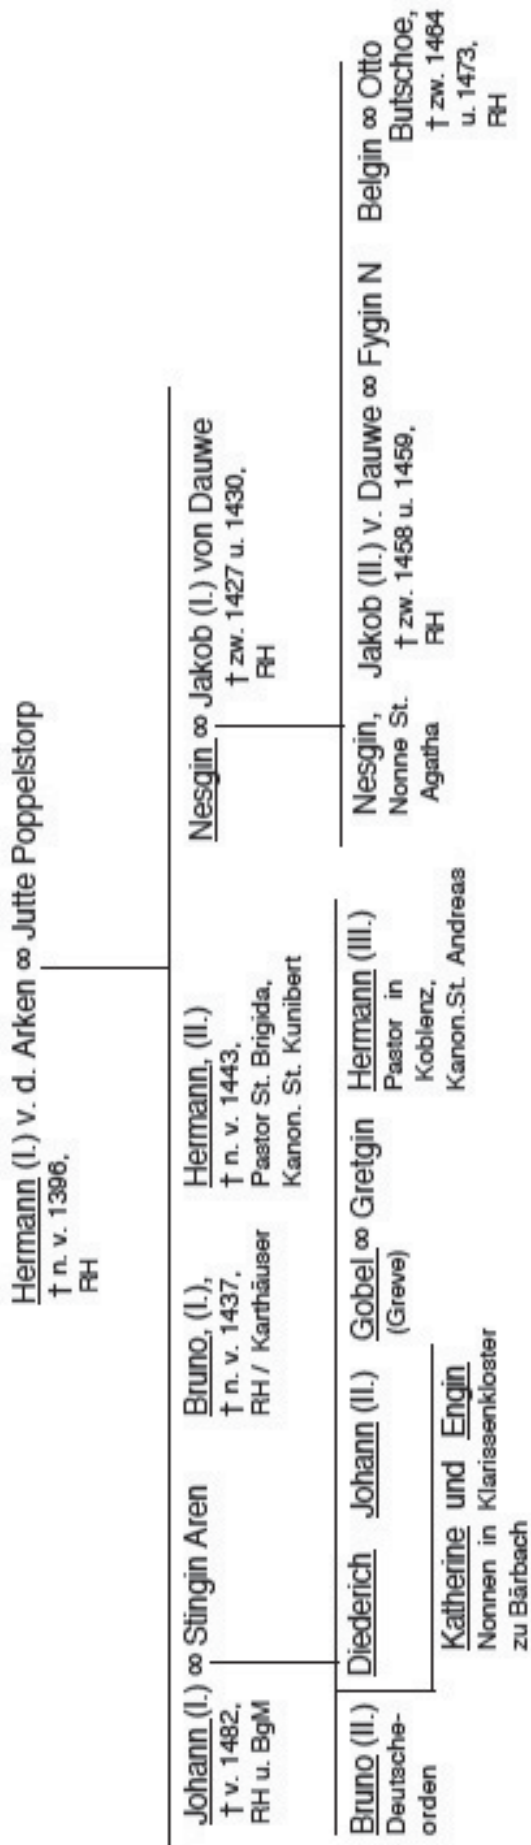 Hermann (I.) v. d. Arken ∞ Jutte Poppelstorp
† n. v. 1396,
RH
Johann (I.) ∞ Stingin Aren
† v. 1482,
RH u. BgM
Bruno, (I.),
† n. v. 1437,
RH / Karthäuser
Hermann, (II.)
† n. v. 1443,
Pastor St. Brigida,
Kanon. St. Kunibert
Nesgin ∞ Jakob (I.) von Dauwe
† zw. 1427 u. 1430,
RH
Bruno (II.)
Deutsche-
orden
Diederich
Johann (II.)
Gobel ∞ Gretgin
(Greve)
Hermann (III.)
Pastor in
Koblenz,
Kanon.St. Andreas
Katherine und Engin
Nonnen in Klarissenkloster
zu Bärbach
Nesgin,
Nonne St.
Agatha
Jakob (II.) v. Dauwe ∞ Fygin N
† zw. 1458 u. 1459,
RH
Belgin ∞ Otto
Butschoe,
† zw. 1464
u. 1473,
RH